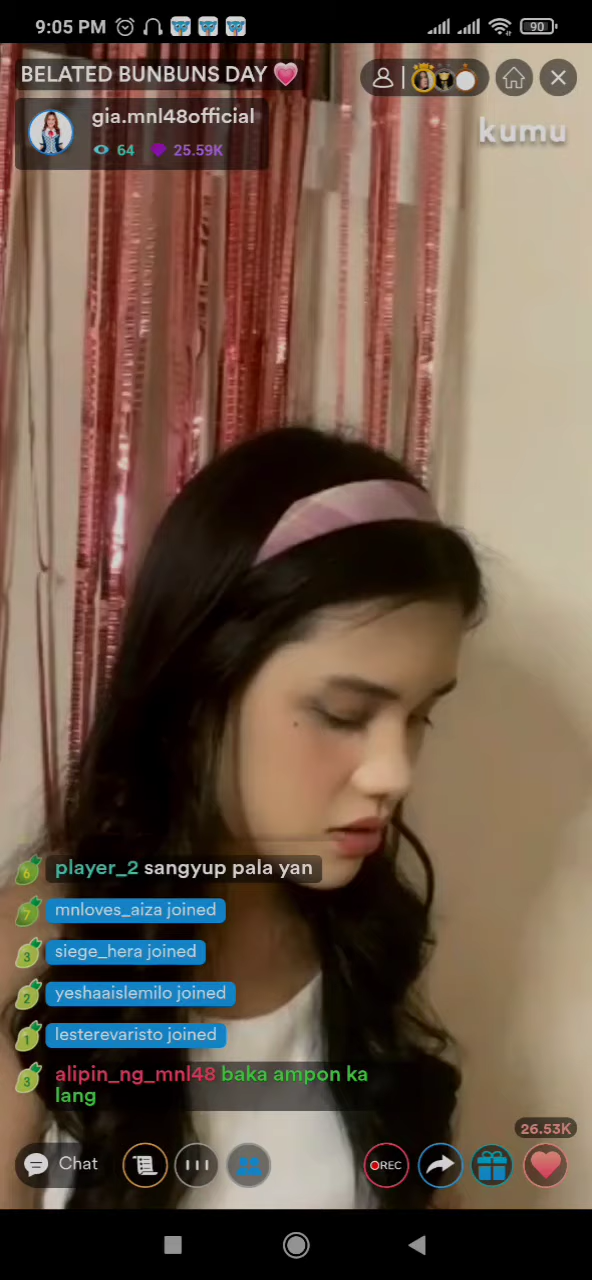 9:05 PM
90
BELATED BUNBUNS DAY
gia.mnl48official
64 25.59K
kumu
6 player_2 sangyup pala yan
7 mnloves_aiza joined
3 siege_hera joined
2 yeshaaislemilo joined
1 lesterevaristo joined
3 alipin_ng_mnl48 baka ampon ka
lang
26.53K
Chat
REC